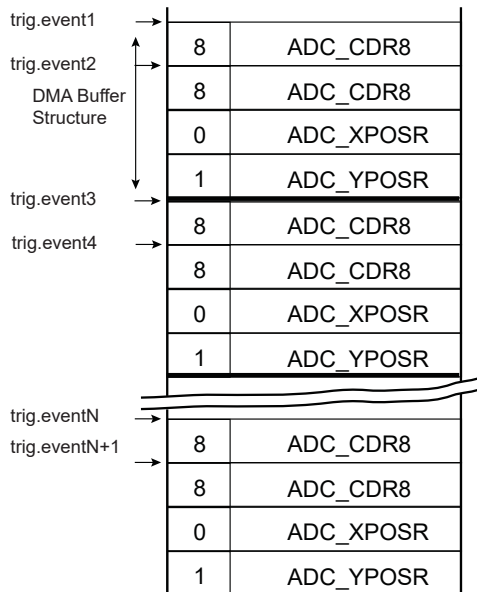 trig.event1
8 ADC_CDR8
trig.event2
8 ADC_CDR8
DMA Buffer
Structure
0 ADC_XPOSR
1 ADC_YPOSR
trig.event3
8 ADC_CDR8
trig.event4
8 ADC_CDR8
0 ADC_XPOSR
1 ADC_YPOSR
trig.eventN
8 ADC_CDR8
trig.eventN+1
8 ADC_CDR8
0 ADC_XPOSR
1 ADC_YPOSR